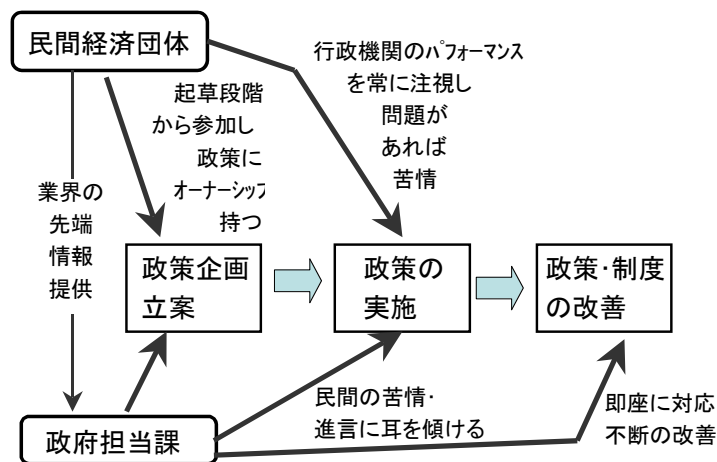 民間経済団体
行政機関のパフォーマンス
を常に注視し
問題が
あれば
苦情
起草段階
から参加し
政策に
オーナーシップ
持つ
業界の
先端
情報
提供
政策企画
立案
政策の
実施
政策・制度
の改善
民間の苦情・
進言に耳を傾ける
即座に対応
不断の改善
政府担当課